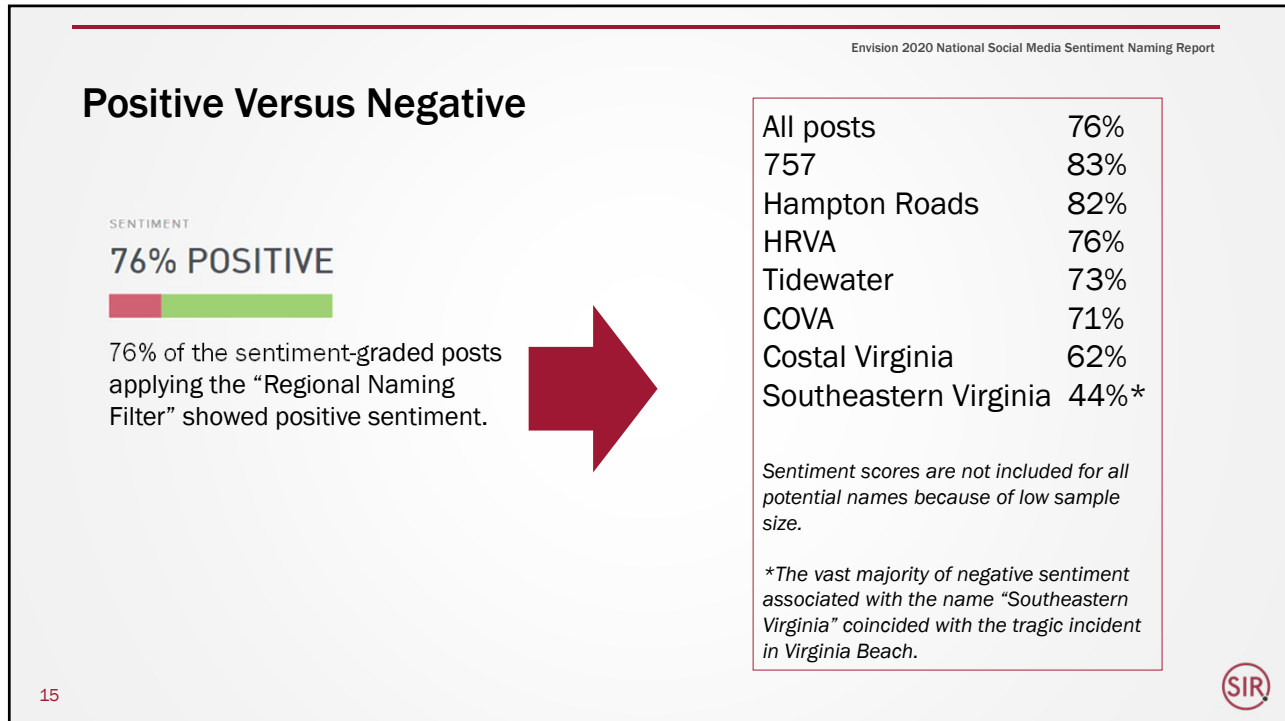 Envision 2020 National Social Media Sentiment Naming Report
Positive Versus Negative
SENTIMENT
76% POSITIVE
76% of the sentiment-graded posts
applying the “Regional Naming
Filter” showed positive sentiment.
All posts 76%
757 83%
Hampton Roads 82%
HRVA 76%
Tidewater 73%
COVA 71%
Costal Virginia 62%
Southeastern Virginia 44%*
Sentiment scores are not included for all
potential names because of low sample
size.
*The vast majority of negative sentiment
associated with the name “Southeastern
Virginia” coincided with the tragic incident
in Virginia Beach.
15
SIR.